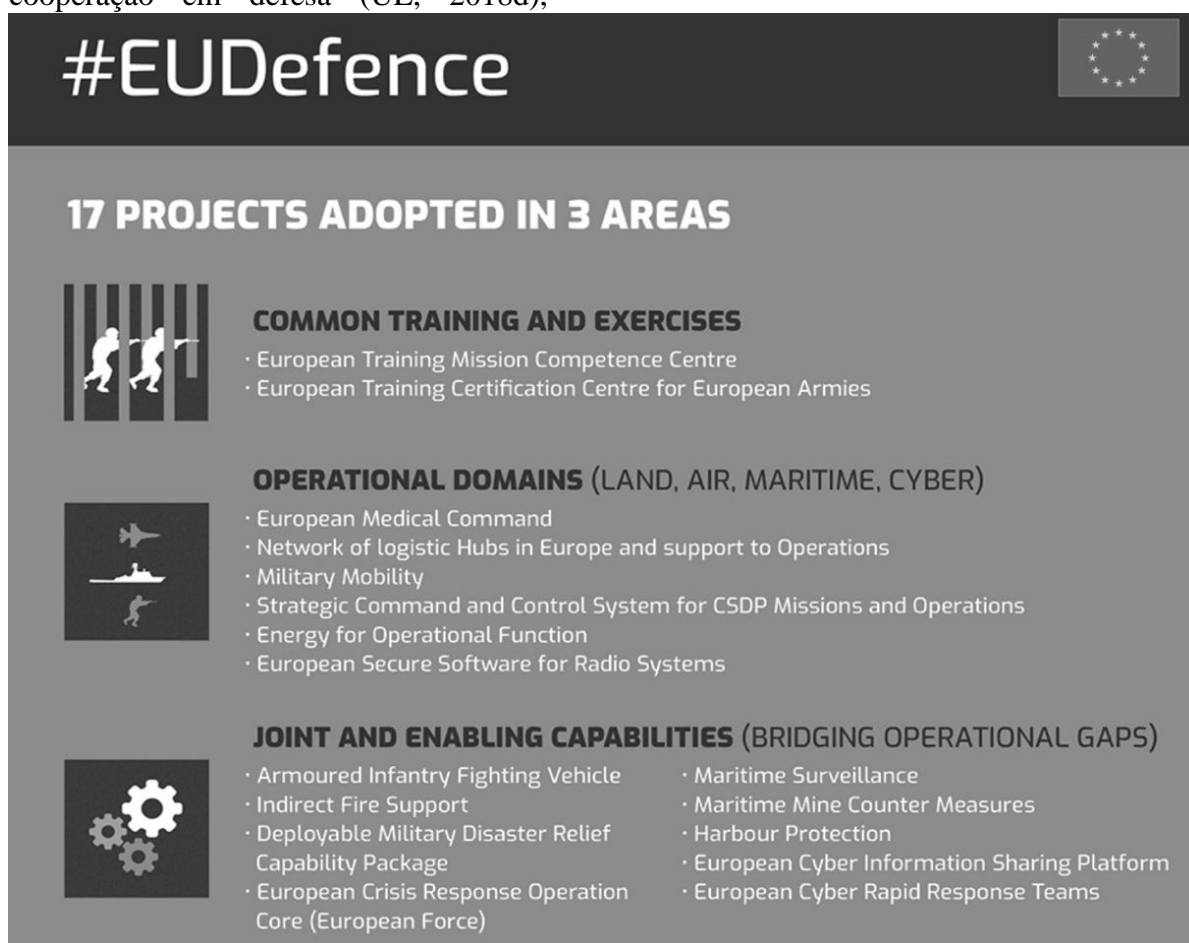 cooperação em defesa (UE, 2018d),
#EUDefence
17 PROJECTS ADOPTED IN 3 AREAS
COMMON TRAINING AND EXERCISES
· European Training Mission Competence Centre
· European Training Certification Centre for European Armies
OPERATIONAL DOMAINS (LAND, AIR, MARITIME, CYBER)
· European Medical Command
· Network of logistic Hubs in Europe and support to Operations
· Military Mobility
· Strategic Command and Control System for CSDP Missions and Operations
· Energy for Operational Function
· European Secure Software for Radio Systems
JOINT AND ENABLING CAPABILITIES (BRIDGING OPERATIONAL GAPS)
· Armoured Infantry Fighting Vehicle
· Indirect Fire Support
· Deployable Military Disaster Relief
Capability Package
· European Crisis Response Operation
Core (European Force)
· Maritime Surveillance
· Maritime Mine Counter Measures
· Harbour Protection
· European Cyber Information Sharing Platform
· European Cyber Rapid Response Teams